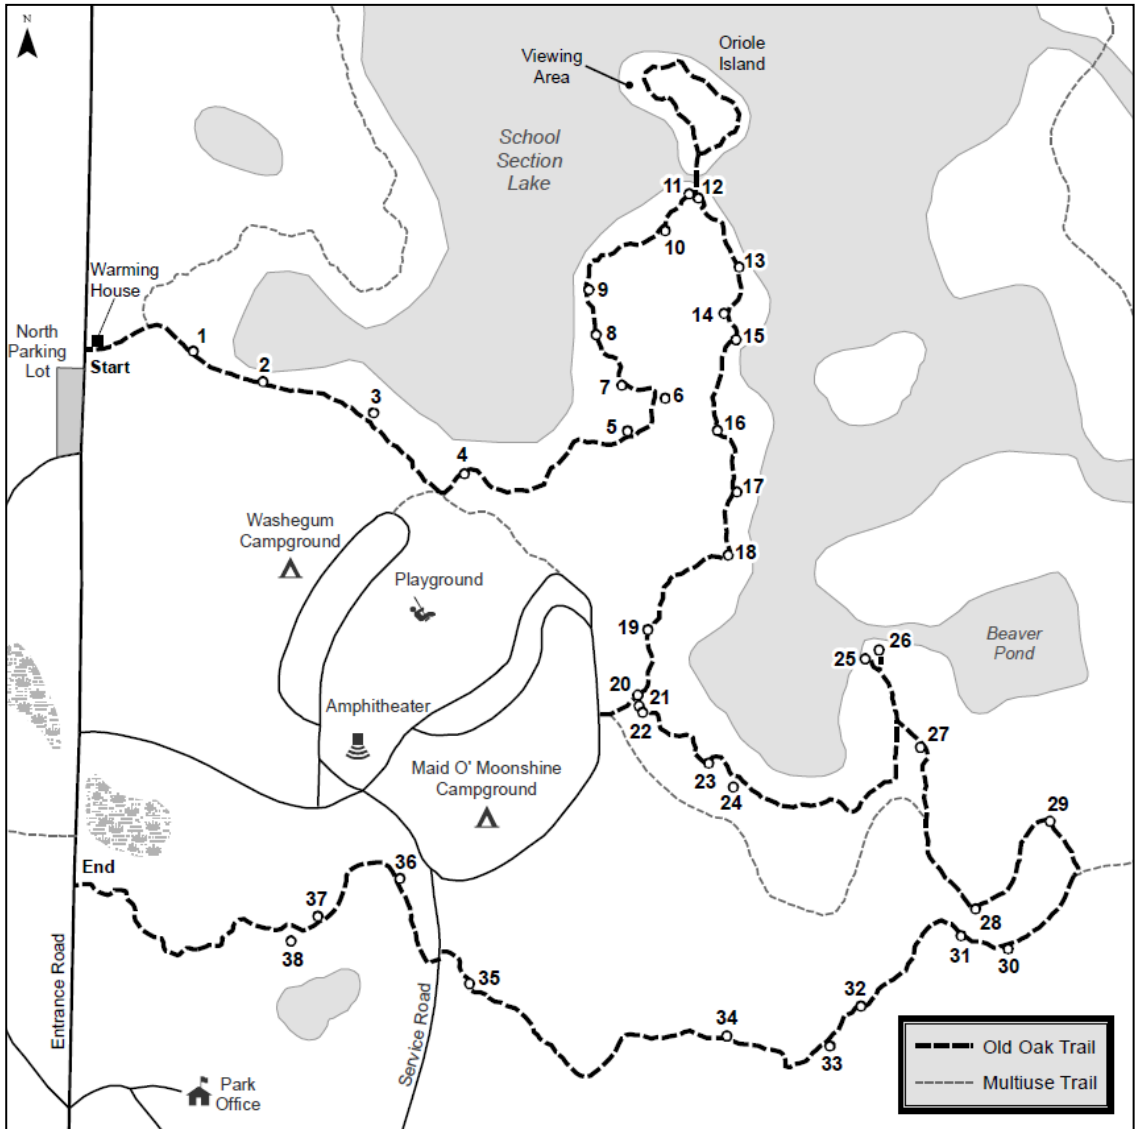 N
Viewing
Area
Oriole
Island
School
Section
Lake
11
12
10
13
Warming
House
9
14
15
North
Parking
Lot
Start
1
8
2
7
6
3
5
16
4
17
Washegum
Campground
18
Playground
19
Beaver
Pond
26
25
20
21
22
Amphitheater
27
23
Maid O' Moonshine
Campground
24
29
End
36
37
28
38
31
30
35
32
Entrance Road
Service Road
34
33
Old Oak Trail
Multiuse Trail
Park
Office